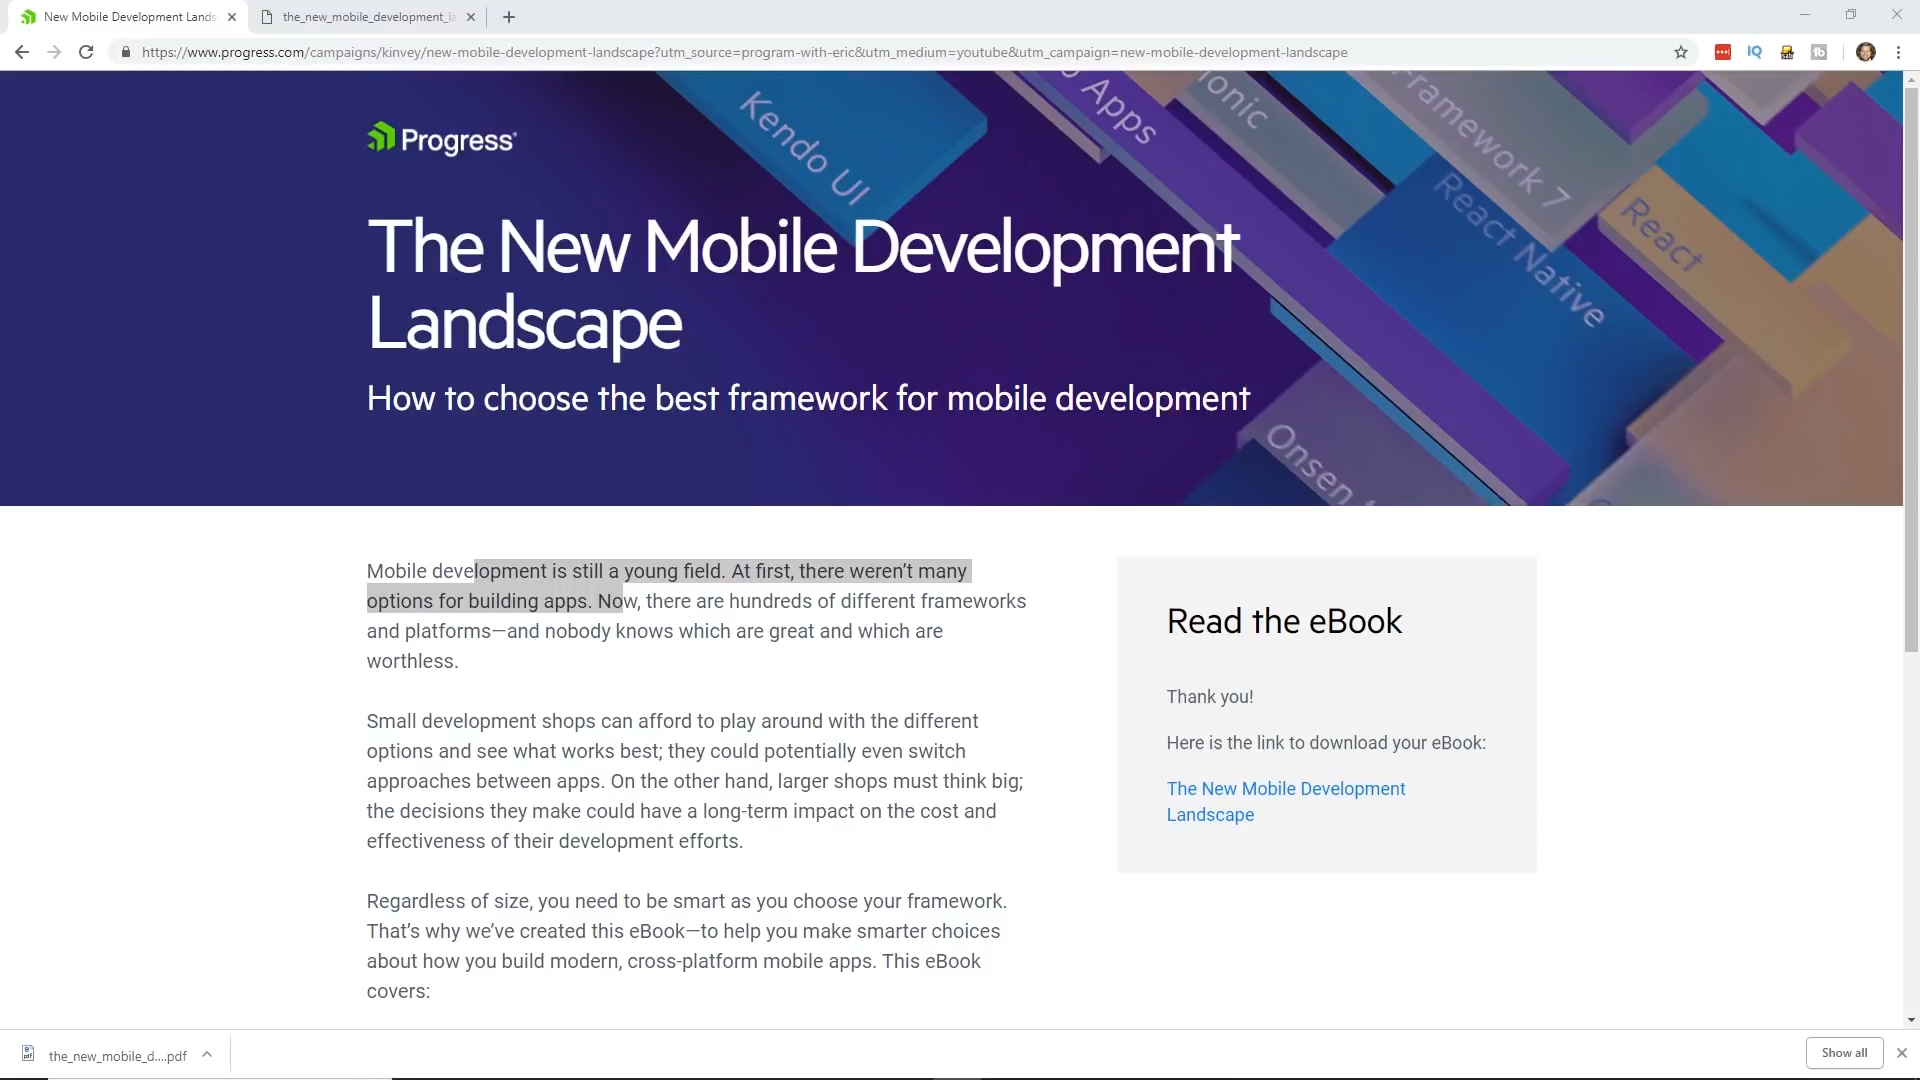 New Mobile Development Lands
the_new_mobile_development_la
https://www.progress.com/campaigns/kinvey/new-mobile-development-landscape?utm_source=program-with-eric&utm_medium=youtube&utm_campaign=new-mobile-development-landscape
IQ
Progress
Kendo UI
Apps
Ionic
Framework 7
React Native
React
Onsen
The New Mobile Development
Landscape
How to choose the best framework for mobile development
Mobile development is still a young field. At first, there weren’t many
options for building apps. Now, there are hundreds of different frameworks
and platforms—and nobody knows which are great and which are
worthless.
Small development shops can afford to play around with the different
options and see what works best; they could potentially even switch
approaches between apps. On the other hand, larger shops must think big;
the decisions they make could have a long-term impact on the cost and
effectiveness of their development efforts.
Regardless of size, you need to be smart as you choose your framework.
That’s why we’ve created this eBook—to help you make smarter choices
about how you build modern, cross-platform mobile apps. This eBook
covers:
Read the eBook
Thank you!
Here is the link to download your eBook:
The New Mobile Development
Landscape
the_new_mobile_d....pdf
Show all